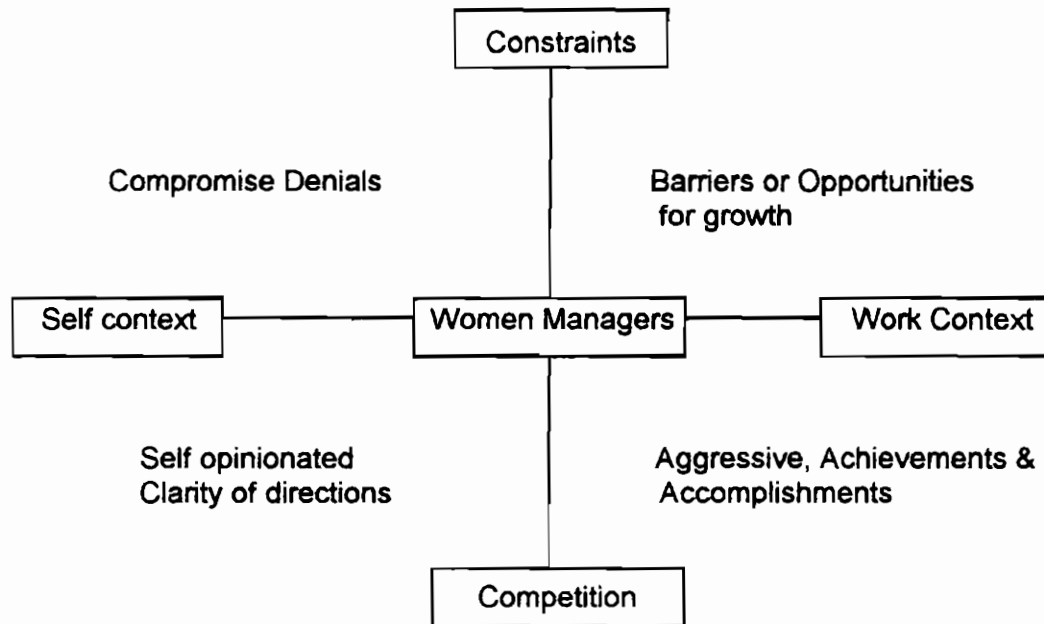 Constraints
Compromise Denials
Barriers or Opportunities
for growth
Self context
Women Managers
Work Context
Self opinionated
Clarity of directions
Aggressive, Achievements &
Accomplishments
Competition